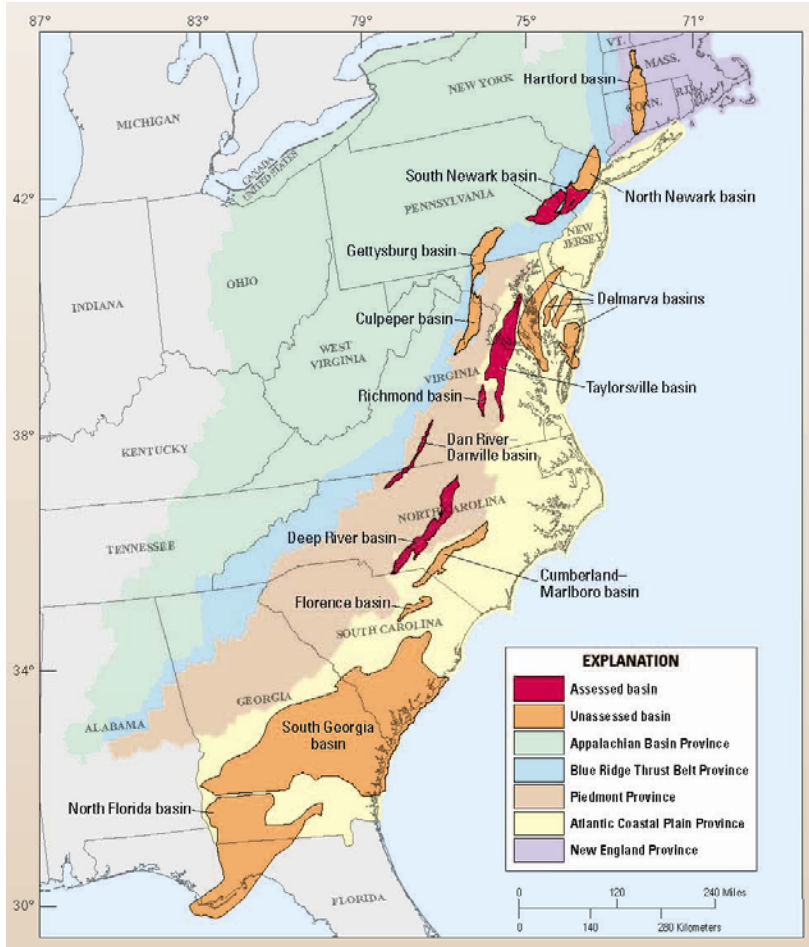 87°
83°
79°
75°
71°
VT.
MASS.
Hartford basin
NEW YORK
CONN.
R.I.
MICHIGAN
CANADA
UNITED STATES
South Newark basin
42°
PENNSYLVANIA
North Newark basin
NEW
JERSEY
Gettysburg basin
OHIO
INDIANA
Delmarva basins
Culpeper basin
WEST
VIRGINIA
VIRGINIA
Taylorsville basin
Richmond basin
38°
KENTUCKY
Dan River–
Danville basin
NORTH CAROLINA
Deep River basin
TENNESSEE
Cumberland–
Marlboro basin
Florence basin
SOUTH CAROLINA
34°
GEORGIA
ALABAMA
South Georgia
basin
North Florida basin
FLORIDA
30°
EXPLANATION
Assessed basin
Unassessed basin
Appalachian Basin Province
Blue Ridge Thrust Belt Province
Piedmont Province
Atlantic Coastal Plain Province
New England Province
0 120 240 Miles
0 140 280 Kilometers